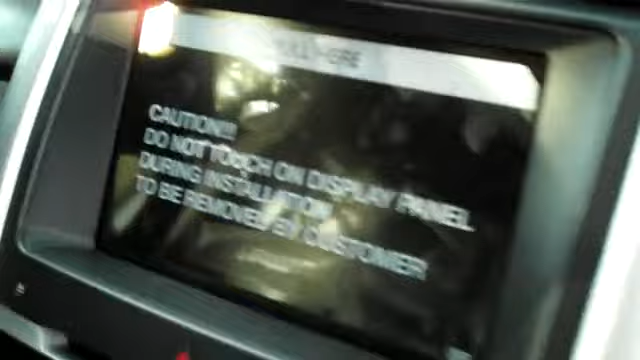 CAUTION!!!
DO NOT TOUCH ON DISPLAY PANEL
DURING INSTALLATION
TO BE REMOVED BY CUSTOMER